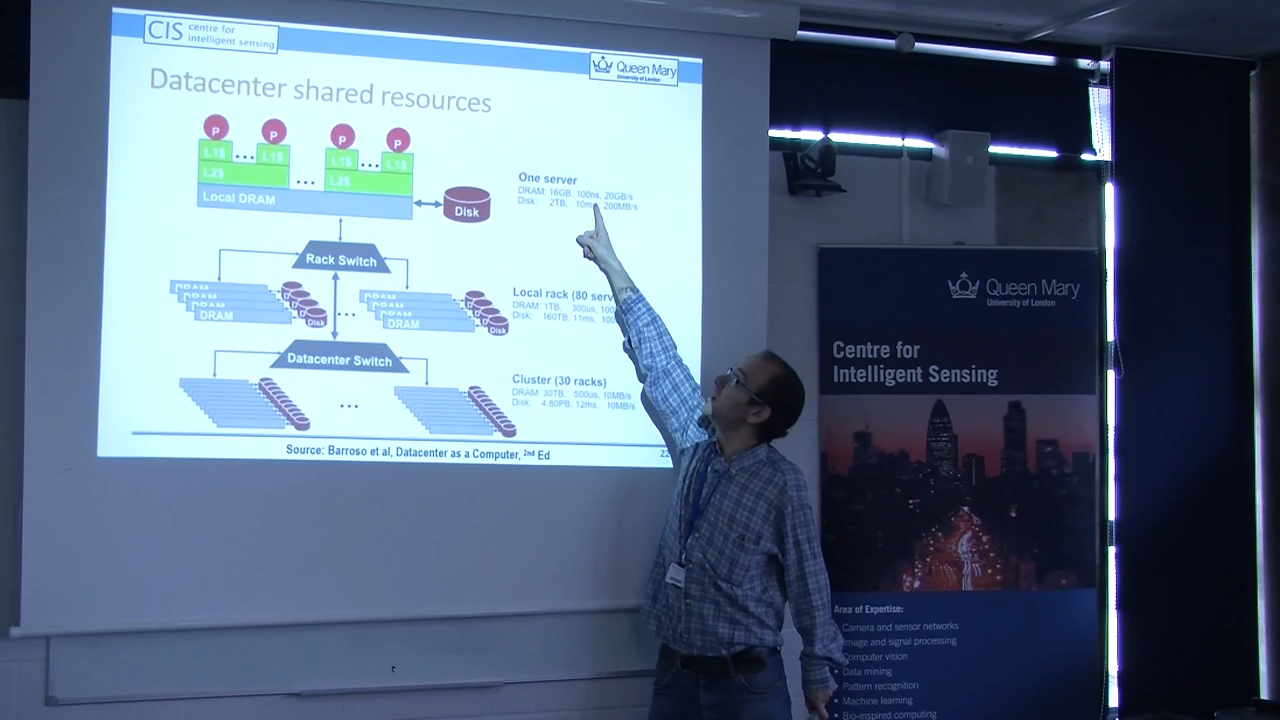 CIS centre for
intelligent sensing
Queen Mary
University of London
Datacenter shared resources
P P P P
L1$ ... L1$ L1$ ... L1$
L2$ ... L2$
Local DRAM
Disk
One server
DRAM: 16GB, 100ns, 20GB/s
Disk: 2TB, 10ms, 200MB/s
Rack Switch
DRAM
Disk
...
DRAM
Disk
Local rack (80 serv
DRAM: 1TB, 300us, 100
Disk: 160TB, 11ms, 100
Datacenter Switch
...
Cluster (30 racks)
DRAM: 30TB, 500us, 10MB/s
Disk: 4.80PB, 12ms, 10MB/s
Source: Barroso et al, Datacenter as a Computer, 2nd Ed
22
Queen Mary
University of London
Centre for
Intelligent Sensing
Area of Expertise:
Camera and sensor networks
Image and signal processing
Computer vision
• Data mining
• Pattern recognition
• Machine learning
• Bio-inspired computing